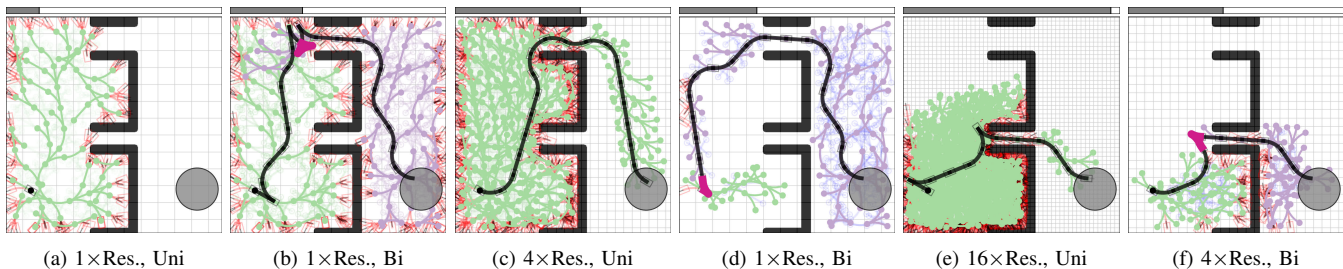 (a) 1×Res., Uni
(b) 1×Res., Bi
(c) 4×Res., Uni
(d) 1×Res., Bi
(e) 16×Res., Uni
(f) 4×Res., Bi